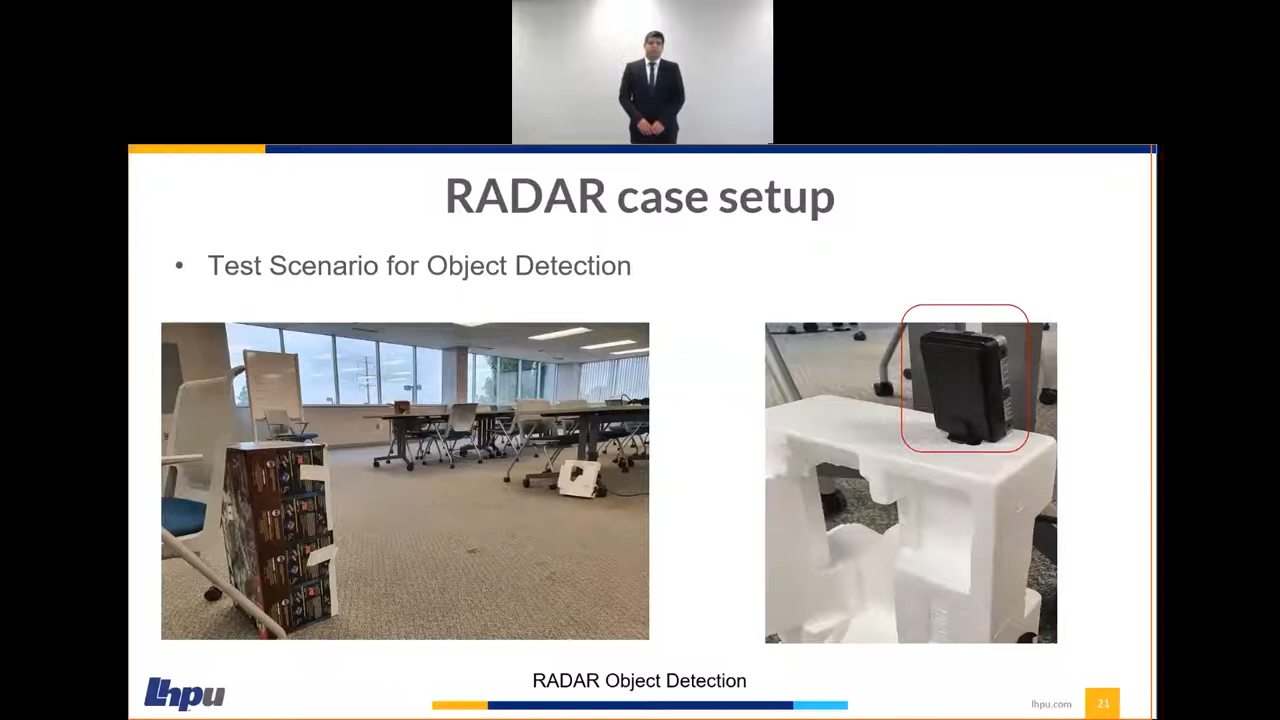 RADAR case setup
• Test Scenario for Object Detection
RADAR Object Detection
lhpu
lhpu.com
21